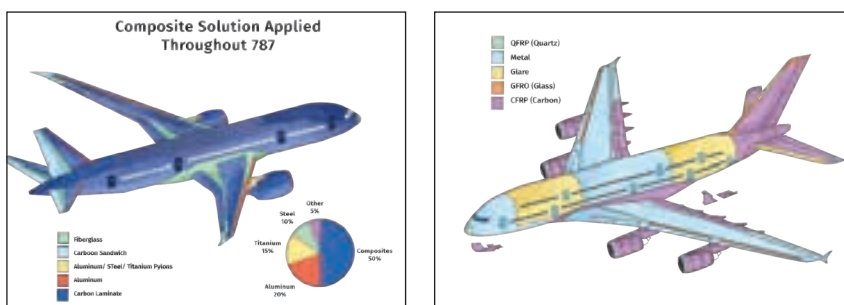 Composite Solution Applied
Throughout 787
Fiberglass
Carboon Sandwich
Aluminum/ STeel/ Titanium Pylons
Aluminum
Carbon Laminate
Other
5%
Steel
10%
Titanium
15%
Aluminum
20%
Composites
50%
QFRP (Quartz)
Metal
Glare
GFRO (Glass)
CFRP (Carbon)